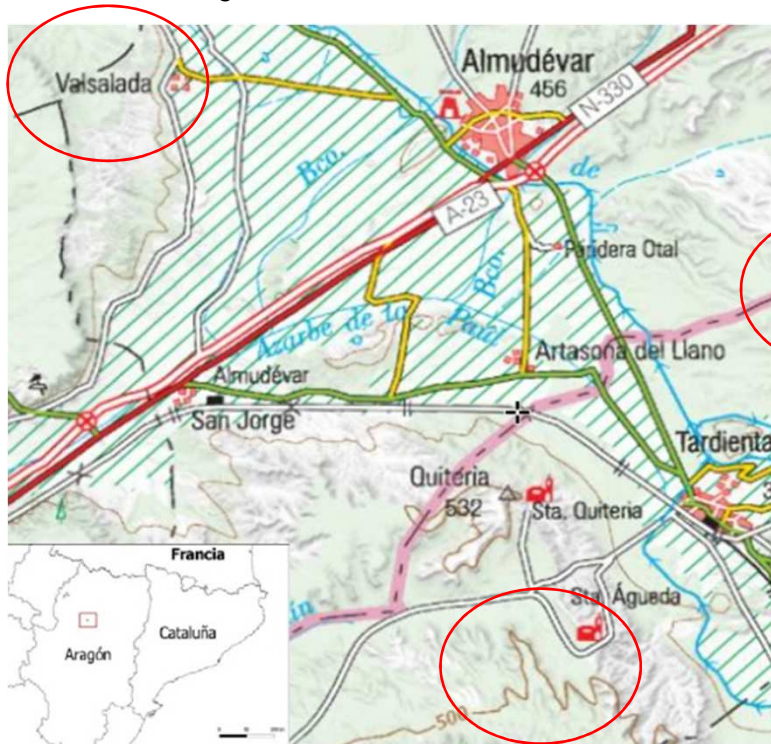 Valsalada
Almudévar
456
N-330
Bco.
de
A-23
Paridera Otal
Bco.
Azarbe de la Paúl
Artasona del Llano
Almudévar
San Jorge
Tardienta
Quiteria
532
Sta. Quiteria
Francia
Sta. Águeda
Cataluña
Aragón
500